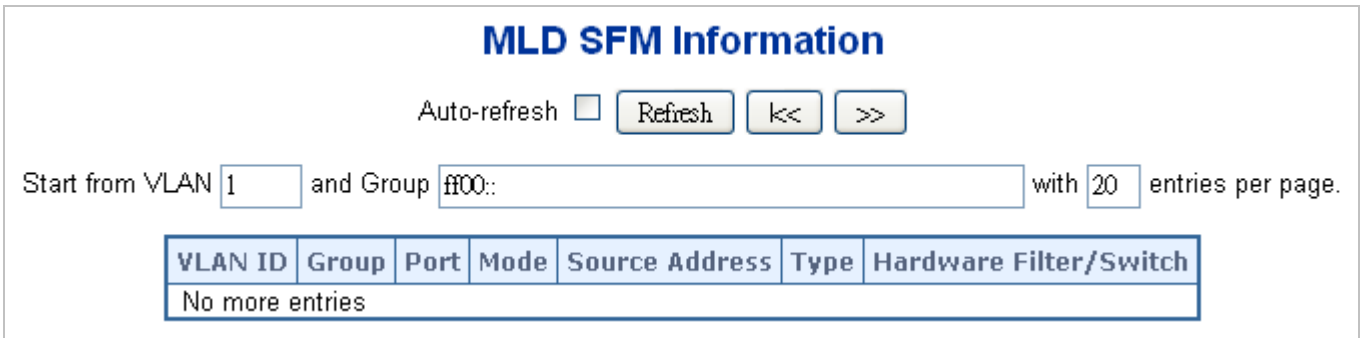 MLD SFM Information
Auto-refresh Refresh |<< >>
Start from VLAN 1 and Group ff00:: with 20 entries per page.
VLAN ID Group Port Mode Source Address Type Hardware Filter/Switch
No more entries